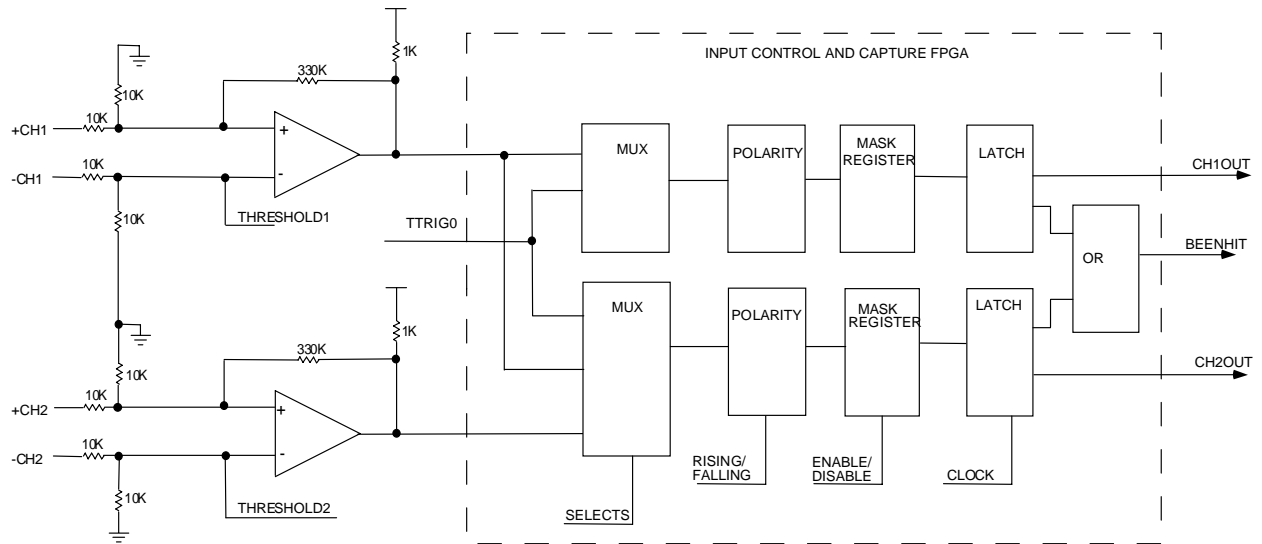 1K
INPUT CONTROL AND CAPTURE FPGA
330K
10K
10K
+CH1
+
MUX
POLARITY
MASK
REGISTER
LATCH
10K
-CH1
-
CH1OUT
10K
THRESHOLD1
TTRIG0
OR
BEENHIT
MUX
POLARITY
MASK
REGISTER
LATCH
1K
330K
10K
10K
+CH2
+
CH2OUT
10K
-CH2
-
10K
THRESHOLD2
RISING/
FALLING
ENABLE/
DISABLE
CLOCK
SELECTS